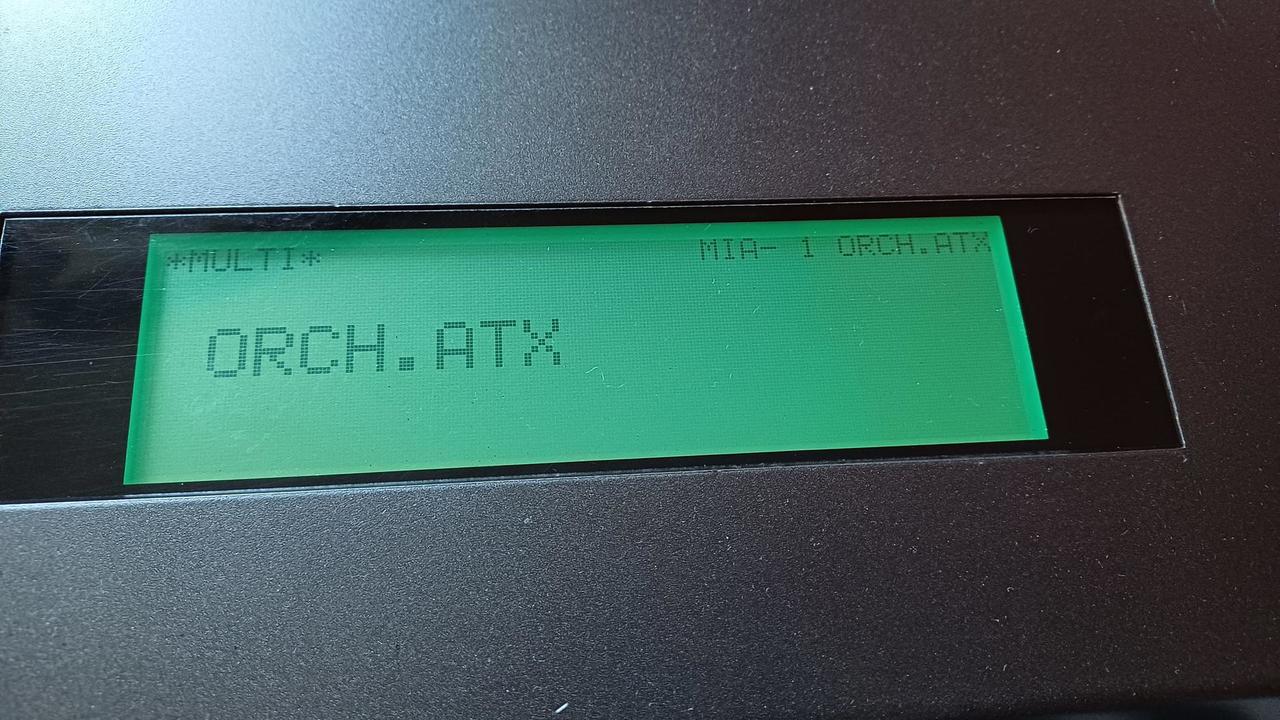 *MULTI* MIA- 1 ORCH.ATX
ORCH.ATX